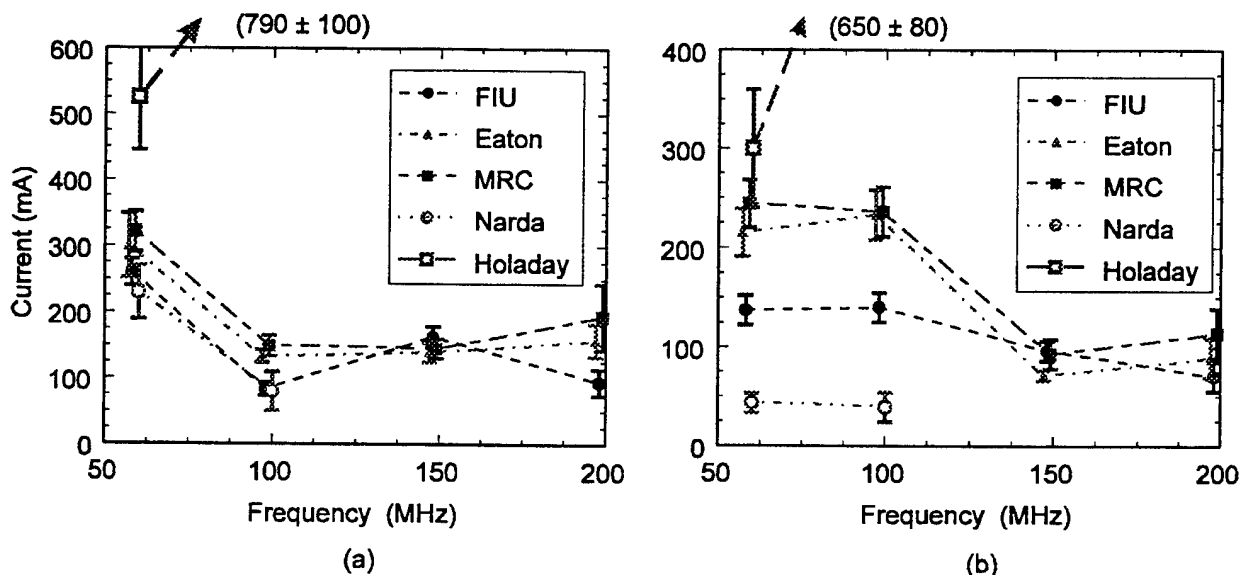 (790 ± 100)
600
500
400
300
200
100
0
Current (mA)
50
100
150
200
Frequency (MHz)
FIU
Eaton
MRC
Narda
Holaday
(a)
(650 ± 80)
400
300
200
100
0
50
100
150
200
Frequency (MHz)
FIU
Eaton
MRC
Narda
Holaday
(b)